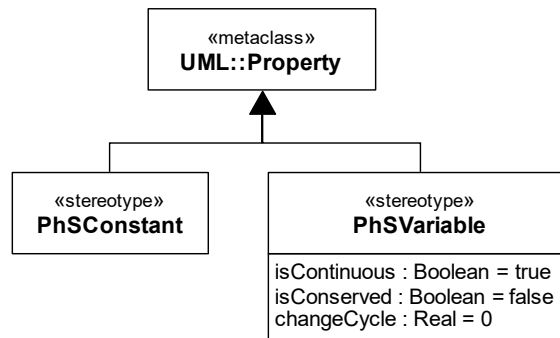 «metaclass»
UML::Property
«stereotype»
PhSConstant
«stereotype»
PhSVariable
isContinuous : Boolean = true
isConserved : Boolean = false
changeCycle : Real = 0